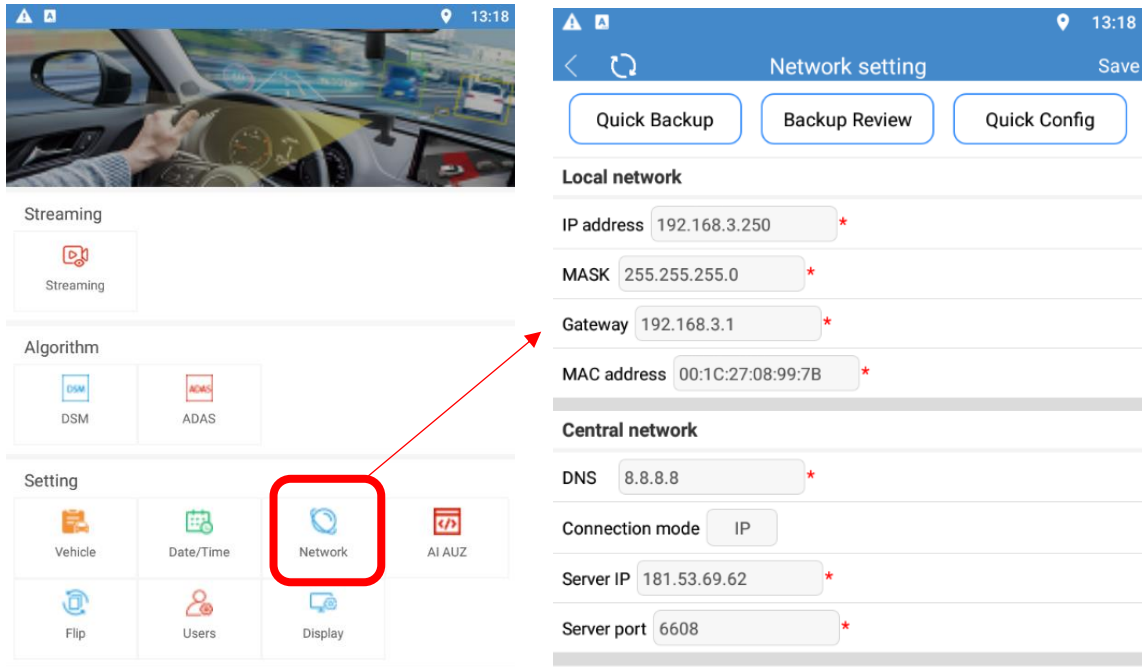 13:18
Streaming
Streaming
Algorithm
DSM
ADAS
DSM
ADAS
Setting
Vehicle
Date/Time
Network
AI AUZ
Flip
Users
Display
A
13:18
Network setting
Save
Quick Backup
Backup Review
Quick Config
Local network
IP address 192.168.3.250 *
MASK 255.255.255.0 *
Gateway 192.168.3.1 *
MAC address 00:1C:27:08:99:7B *
Central network
DNS 8.8.8.8 *
Connection mode IP
Server IP 181.53.69.62 *
Server port 6608 *